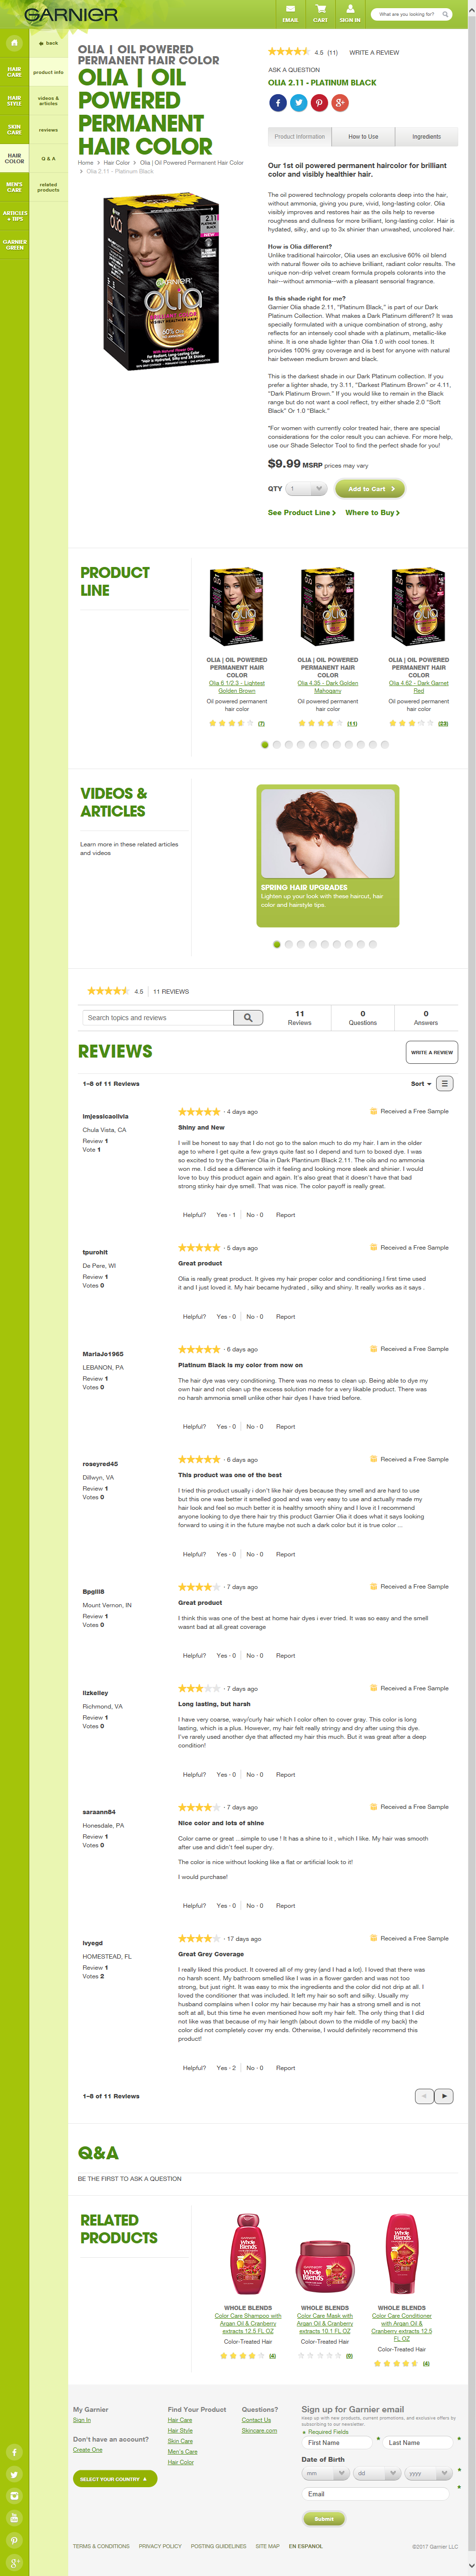 GARNIER
EMAIL
CART
SIGN IN
What are you looking for?
HAIR CARE
HAIR STYLE
SKIN CARE
HAIR COLOR
MEN'S CARE
ARTICLES + TIPS
GARNIER GREEN
back
product info
videos & articles
reviews
Q & A
related products
OLIA | OIL POWERED
PERMANENT HAIR COLOR
OLIA | OIL
POWERED
PERMANENT
HAIR COLOR
Home > Hair Color > Olia | Oil Powered Permanent Hair Color
> Olia 2.11 - Platinum Black
4.5 (11) WRITE A REVIEW
ASK A QUESTION
OLIA 2.11 - PLATINUM BLACK
Product Information
How to Use
Ingredients
Our 1st oil powered permanent haircolor for brilliant
color and visibly healthier hair.
The oil powered technology propels colorants deep into the hair,
without ammonia, giving you pure, vivid, long-lasting color. Olia
visibly improves and restores hair as the oils help to reverse
roughness and dullness for more brilliant, long-lasting color. Hair is
hydrated, silky, and up to 3x shinier than unwashed, uncolored hair.
How is Olia different?
Unlike traditional haircolor, Olia uses an exclusive 60% oil blend
with natural flower oil to achieve brilliant, radiant color results. The
unique non-drip velvet cream formula propels colorants into the
hair--without ammonia--with a pleasant sensorial fragrance.
Is this shade right for me?
Garnier Olia shade 2.11, "Platinum Black," is part of our Dark
Platinum Collection. What makes a Dark Platinum different? It was
specially formulated with a unique combination of strong, ashy
reflects for an intensely cool shade with a platinum, metallic-like
shine. It is one shade lighter than Olia 1.0 with cool tones. It
provides 100% gray coverage and is best for anyone with natural
hair between medium brown and black.
This is the darkest shade in our Dark Platinum collection. If you
prefer a lighter shade, try 3.11, "Darkest Platinum Brown" or 4.11,
"Dark Platinum Brown." If you would like to remain in the Black
range but do not want a cool reflect, try either shade 2.0 "Soft
Black" Or 1.0 "Black."
*For women with currently color treated hair, there are special
considerations for the color result you can achieve. For more help,
use our Shade Selector Tool to find the perfect shade for you!
$9.99 MSRP prices may vary
QTY 1 Add to Cart
See Product Line Where to Buy
2.11
GARNIER
olia
BRILLIANT COLOR
60% Oils
PRODUCT
LINE
OLIA | OIL POWERED
PERMANENT HAIR
COLOR
Olia 6 1/2.3 - Lightest
Golden Brown
Oil powered permanent
hair color
(7)
OLIA | OIL POWERED
PERMANENT HAIR
COLOR
Olia 4.35 - Dark Golden
Mahogany
Oil powered permanent
hair color
(11)
OLIA | OIL POWERED
PERMANENT HAIR
COLOR
Olia 4.62 - Dark Garnet
Red
Oil powered permanent
hair color
(23)
VIDEOS &
ARTICLES
Learn more in these related articles
and videos
SPRING HAIR UPGRADES
Lighten up your look with these haircut, hair
color and hairstyle tips.
4.5 11 REVIEWS
Search topics and reviews
11
Reviews
0
Questions
0
Answers
REVIEWS
WRITE A REVIEW
1–8 of 11 Reviews
Sort
imjessicaolivia
Chula Vista, CA
Review 1
Vote 1
· 4 days ago
Received a Free Sample
Shiny and New
I will be honest to say that I do not go to the salon much to do my hair. I am in the older
age to where I get quite a few grays quite fast so I depend and turn to boxed dye. I was
so excited to try the Garnier Olia in Dark Plantinum Black 2.11. The oils and no ammonia
won me. I did see a difference with it feeling and looking more sleek and shinier. I would
love to buy this product again and again. It's also great that it doesn't have that bad
strong stinky hair dye smell. That was nice. The color payoff is really great.
Helpful? Yes · 1 No · 0 Report
tpurohit
De Pere, WI
Review 1
Votes 0
· 5 days ago
Received a Free Sample
Great product
Olia is really great product. It gives my hair proper color and conditioning.I first time used
it and I just loved it. My hair became hydrated , silky and shiny. It really works as it says .
Helpful? Yes · 0 No · 0 Report
MariaJo1965
LEBANON, PA
Review 1
Votes 0
· 6 days ago
Received a Free Sample
Platinum Black is my color from now on
The hair dye was very conditioning. There was no mess to clean up. Being able to dye my
own hair and not clean up the excess from mistakes made for a very likable product. There was
no harsh ammonia smell unlike other hair dyes I have tried before.
Helpful? Yes · 0 No · 0 Report
roseyred45
Dillwyn, VA
Review 1
Votes 0
· 6 days ago
Received a Free Sample
This product was one of the best
I tried this product usually i don't like hair dyes because they smell and are hard to use
but this one was better it smelled good and was very easy to use and actually made my
my hair look and feel so much better it is healthy smooth shiny and i love it I recommend
anyone looking to dye there hair try this product Garnier Olia it does what it says looking
forward to using it in the future maybe not such a dark color but it is true color ...
Helpful? Yes · 0 No · 0 Report
Bpgill8
Mount Vernon, IN
Review 1
Votes 0
· 7 days ago
Received a Free Sample
Great product
I think this was one of the best at home hair dyes i ever tried. It was so easy and the smell
wasnt bad at all.great coverage
Helpful? Yes · 0 No · 0 Report
lizkelley
Richmond, VA
Review 1
Votes 0
· 7 days ago
Received a Free Sample
Long lasting, but harsh
I have very coarse, wavy/curly hair which I color often to cover gray. This color is long
lasting, which is a plus. However, my hair felt really stringy and dry after using this dye.
I've rarely used another dye that affected my hair this much. But it was great after a deep
condition!
Helpful? Yes · 0 No · 0 Report
saraann84
Honesdale, PA
Review 1
Votes 0
· 7 days ago
Received a Free Sample
Nice color and lots of shine
Color came or great ...simple to use ! It has a shine to it , which I like. My hair was smooth
after use and didn't feel super dry.
The color is nice without looking like a flat or artificial look to it!
I would purchase!
Helpful? Yes · 0 No · 0 Report
lvyegd
HOMESTEAD, FL
Review 1
Votes 2
· 17 days ago
Received a Free Sample
Great Grey Coverage
I really liked this product. It covered all of my grey (and I had a lot). I loved that there was
no harsh scent. My bathroom smelled like I was in a flower garden and was not too
strong, but just right. It was easy to mix the ingredients and the color did not drip at all. I
loved the conditioner that was included. It left my hair so soft and silky. Usually my
husband complains when I color my hair because my hair has a strong smell and is not
soft at all, but this time he even mentioned how soft my hair is. The only thing that I did
not like was that because of my hair length (down to the middle of my back) the
color did not completely cover my ends. Otherwise, I would definitely recommend this
product!
Helpful? Yes · 2 No · 0 Report
1–8 of 11 Reviews
Q&A
BE THE FIRST TO ASK A QUESTION
RELATED
PRODUCTS
WHOLE BLENDS
Color Care Shampoo with
Argan Oil & Cranberry
extracts 12.5 FL OZ
Color-Treated Hair
(4)
WHOLE BLENDS
Color Care Mask with
Argan Oil & Cranberry
extracts 10.1 FL OZ
Color-Treated Hair
(0)
WHOLE BLENDS
Color Care Conditioner
with Argan Oil &
Cranberry extracts 12.5
FL OZ
Color-Treated Hair
(4)
My Garnier
Sign In
Don't have an account?
Create One
SELECT YOUR COUNTRY
Find Your Product
Hair Care
Hair Style
Skin Care
Men's Care
Hair Color
Questions?
Contact Us
Skincare.com
Sign up for Garnier email
Keep up with new products, current promotions, and exclusive offers by
subscribing to our newsletter.
* Required Fields
First Name * Last Name *
Date of Birth
mm dd yyyy *
Email *
Submit
TERMS & CONDITIONS PRIVACY POLICY POSTING GUIDELINES SITE MAP EN ESPANOL
©2017 Garnier LLC